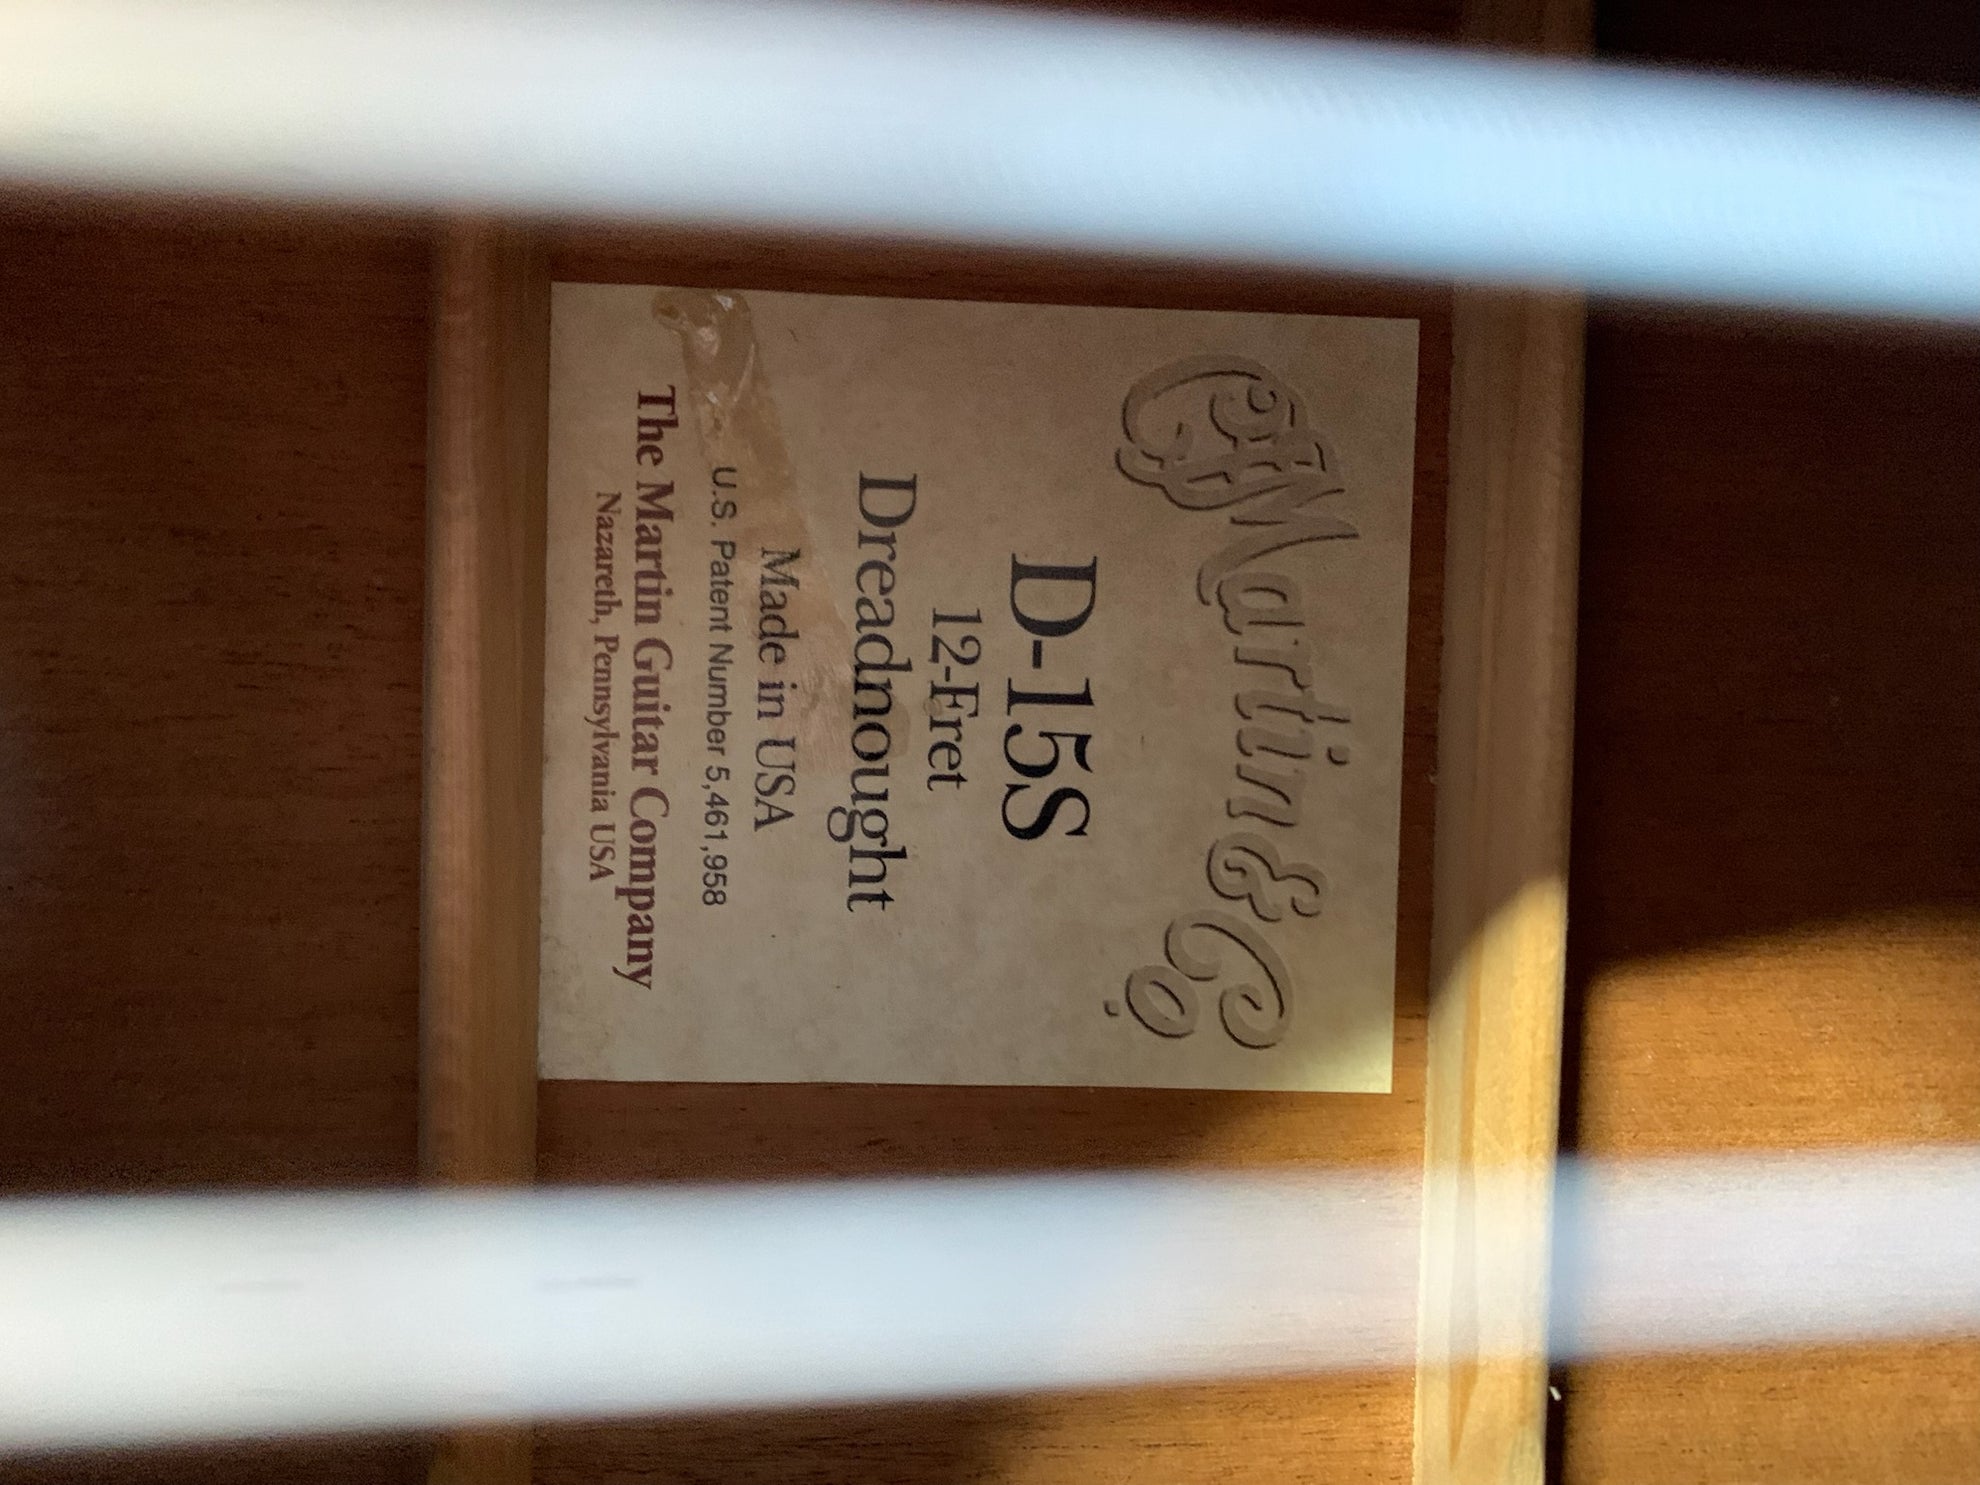 CF Martin & Co.
D-15S
12-Fret
Dreadnought
Made in USA
U.S. Patent Number 5,461,958
The Martin Guitar Company
Nazareth, Pennsylvania USA